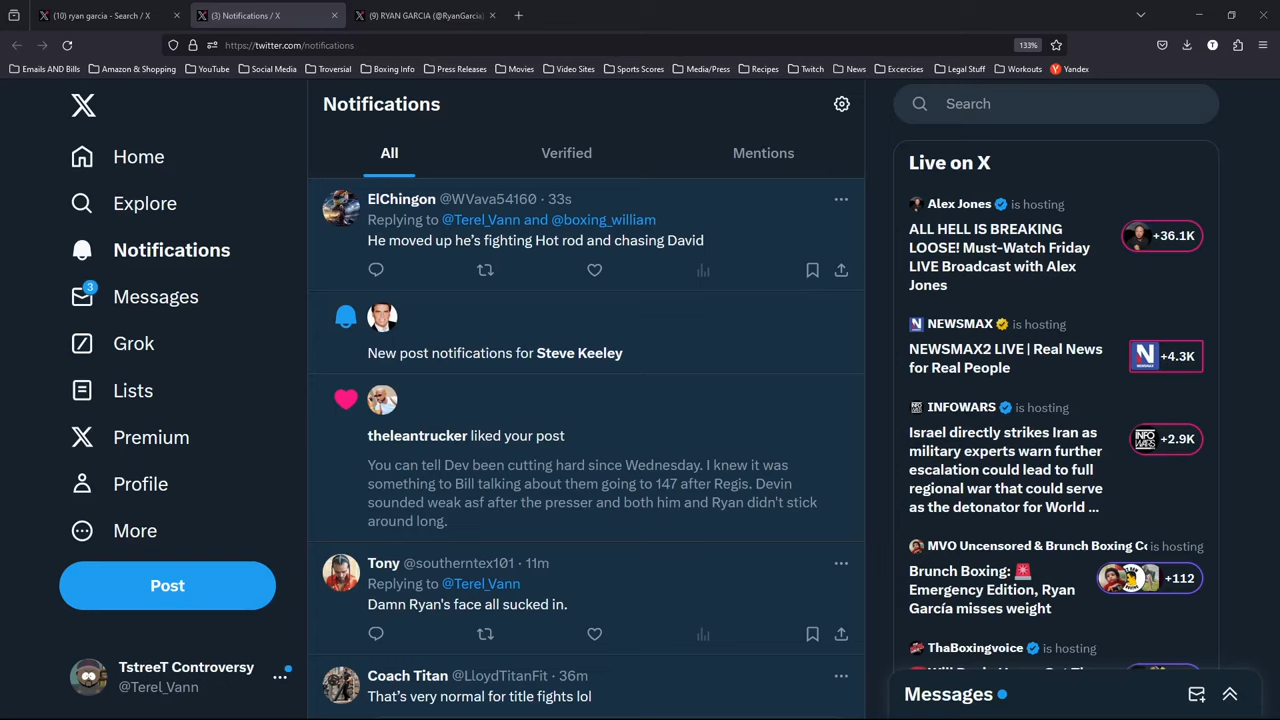 (10) ryan garcia - Search / X
(3) Notifications / X
(9) RYAN GARCIA (@RyanGarcia)
https://twitter.com/notifications
133%
T
Emails AND Bills
Amazon & Shopping
YouTube
Social Media
Troversial
Boxing Info
Press Releases
Movies
Video Sites
Sports Scores
Media/Press
Recipes
Twitch
News
Excercises
Legal Stuff
Workouts
Yandex
Home
Explore
Notifications
3
Messages
Grok
Lists
Premium
Profile
More
Post
TstreeT Controversy
@Terel_Vann
Notifications
All
Verified
Mentions
ElChingon @WVava54160 · 33s
Replying to @Terel_Vann and @boxing_william
He moved up he's fighting Hot rod and chasing David
New post notifications for Steve Keeley
theleantrucker liked your post
You can tell Dev been cutting hard since Wednesday. I knew it was
something to Bill talking about them going to 147 after Regis. Devin
sounded weak asf after the presser and both him and Ryan didn't stick
around long.
Tony @southerntex101 · 11m
Replying to @Terel_Vann
Damn Ryan's face all sucked in.
Coach Titan @LloydTitanFit · 36m
That's very normal for title fights lol
Search
Live on X
Alex Jones is hosting
ALL HELL IS BREAKING
LOOSE! Must-Watch Friday
LIVE Broadcast with Alex
Jones
+36.1K
NEWSMAX is hosting
NEWSMAX2 LIVE | Real News
for Real People
+4.3K
INFOWARS is hosting
Israel directly strikes Iran as
military experts warn further
escalation could lead to full
regional war that could serve
as the detonator for World ...
INFO
WARS
+2.9K
MVO Uncensored & Brunch Boxing Co is hosting
Brunch Boxing: 🚨
Emergency Edition, Ryan
García misses weight
+112
ThaBoxingvoice is hosting
Messages